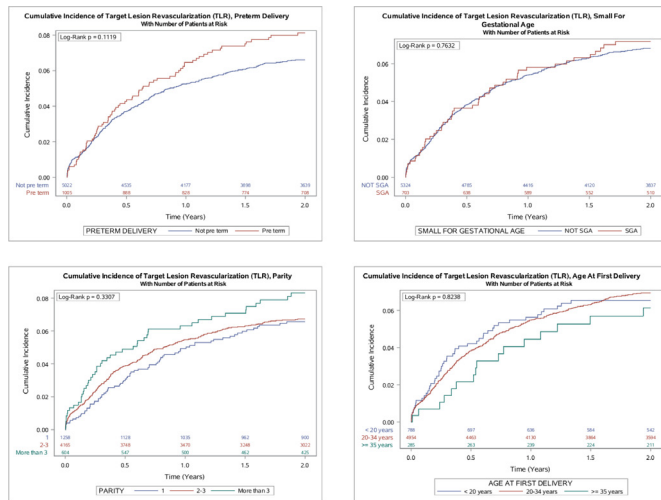 Cumulative Incidence of Target Lesion Revascularization (TLR), Preterm Delivery
With Number of Patients at Risk
Log-Rank p = 0.1119
Cumulative Incidence
0.08
0.06
0.04
0.02
0.00
Not pre term 5022 4535 4177 3898 3639
Pre term 1005 888 828 774 708
0.0 0.5 1.0 1.5 2.0
Time (Years)
PRETERM DELIVERY Not pre term Pre term
Cumulative Incidence of Target Lesion Revascularization (TLR), Small For
Gestational Age
With Number of Patients at Risk
Log-Rank p = 0.7632
Cumulative Incidence
0.06
0.04
0.02
0.00
NOT SGA 5324 4785 4416 4120 3837
SGA 703 638 589 552 510
0.0 0.5 1.0 1.5 2.0
Time (Years)
SMALL FOR GESTATIONAL AGE NOT SGA SGA
Cumulative Incidence of Target Lesion Revascularization (TLR), Parity
With Number of Patients at Risk
Log-Rank p = 0.3307
Cumulative Incidence
0.08
0.06
0.04
0.02
0.00
1 1258 1128 1035 962 900
2-3 4165 3748 3470 3248 3022
More than 3 604 547 500 462 425
0.0 0.5 1.0 1.5 2.0
Time (Years)
PARITY 1 2-3 More than 3
Cumulative Incidence of Target Lesion Revascularization (TLR), Age At First Delivery
With Number of Patients at Risk
Log-Rank p = 0.8238
Cumulative Incidence
0.06
0.04
0.02
0.00
< 20 years 788 697 636 584 542
20-34 years 4954 4463 4130 3864 3594
>= 35 years 285 263 239 224 211
0.0 0.5 1.0 1.5 2.0
Time (Years)
AGE AT FIRST DELIVERY
< 20 years 20-34 years >= 35 years